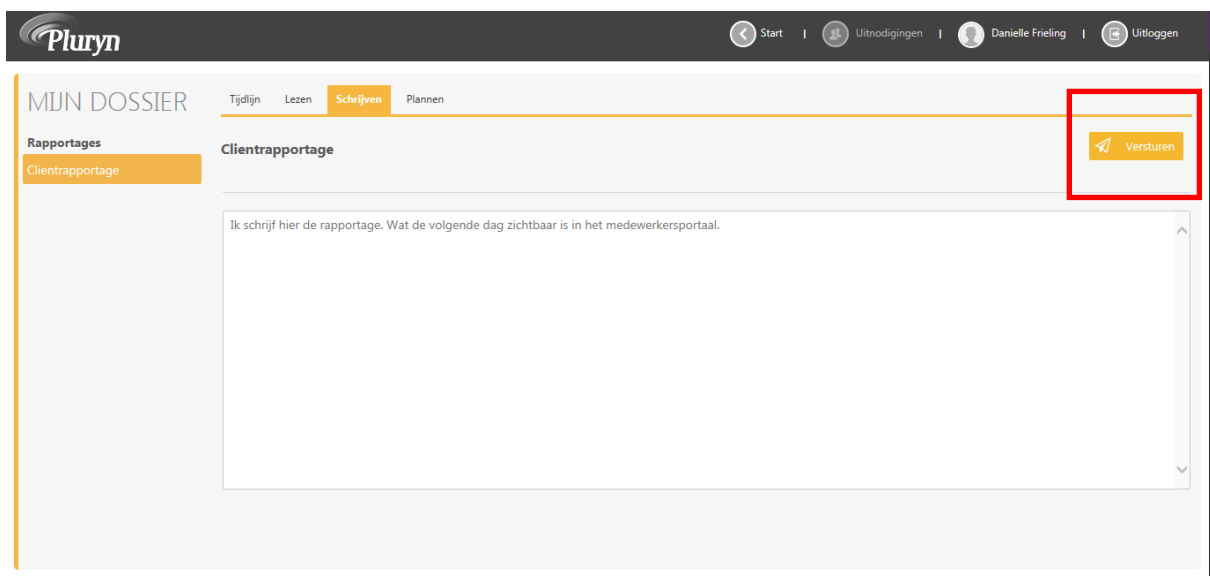 Pluryn
Start | Uitnodigingen | Danielle Frieling | Uitloggen
MIJN DOSSIER
Tijdlijn Lezen Schrijven Plannen
Rapportages
Clientrapportage
Clientrapportage
Versturen
Ik schrijf hier de rapportage. Wat de volgende dag zichtbaar is in het medewerkersportaal.